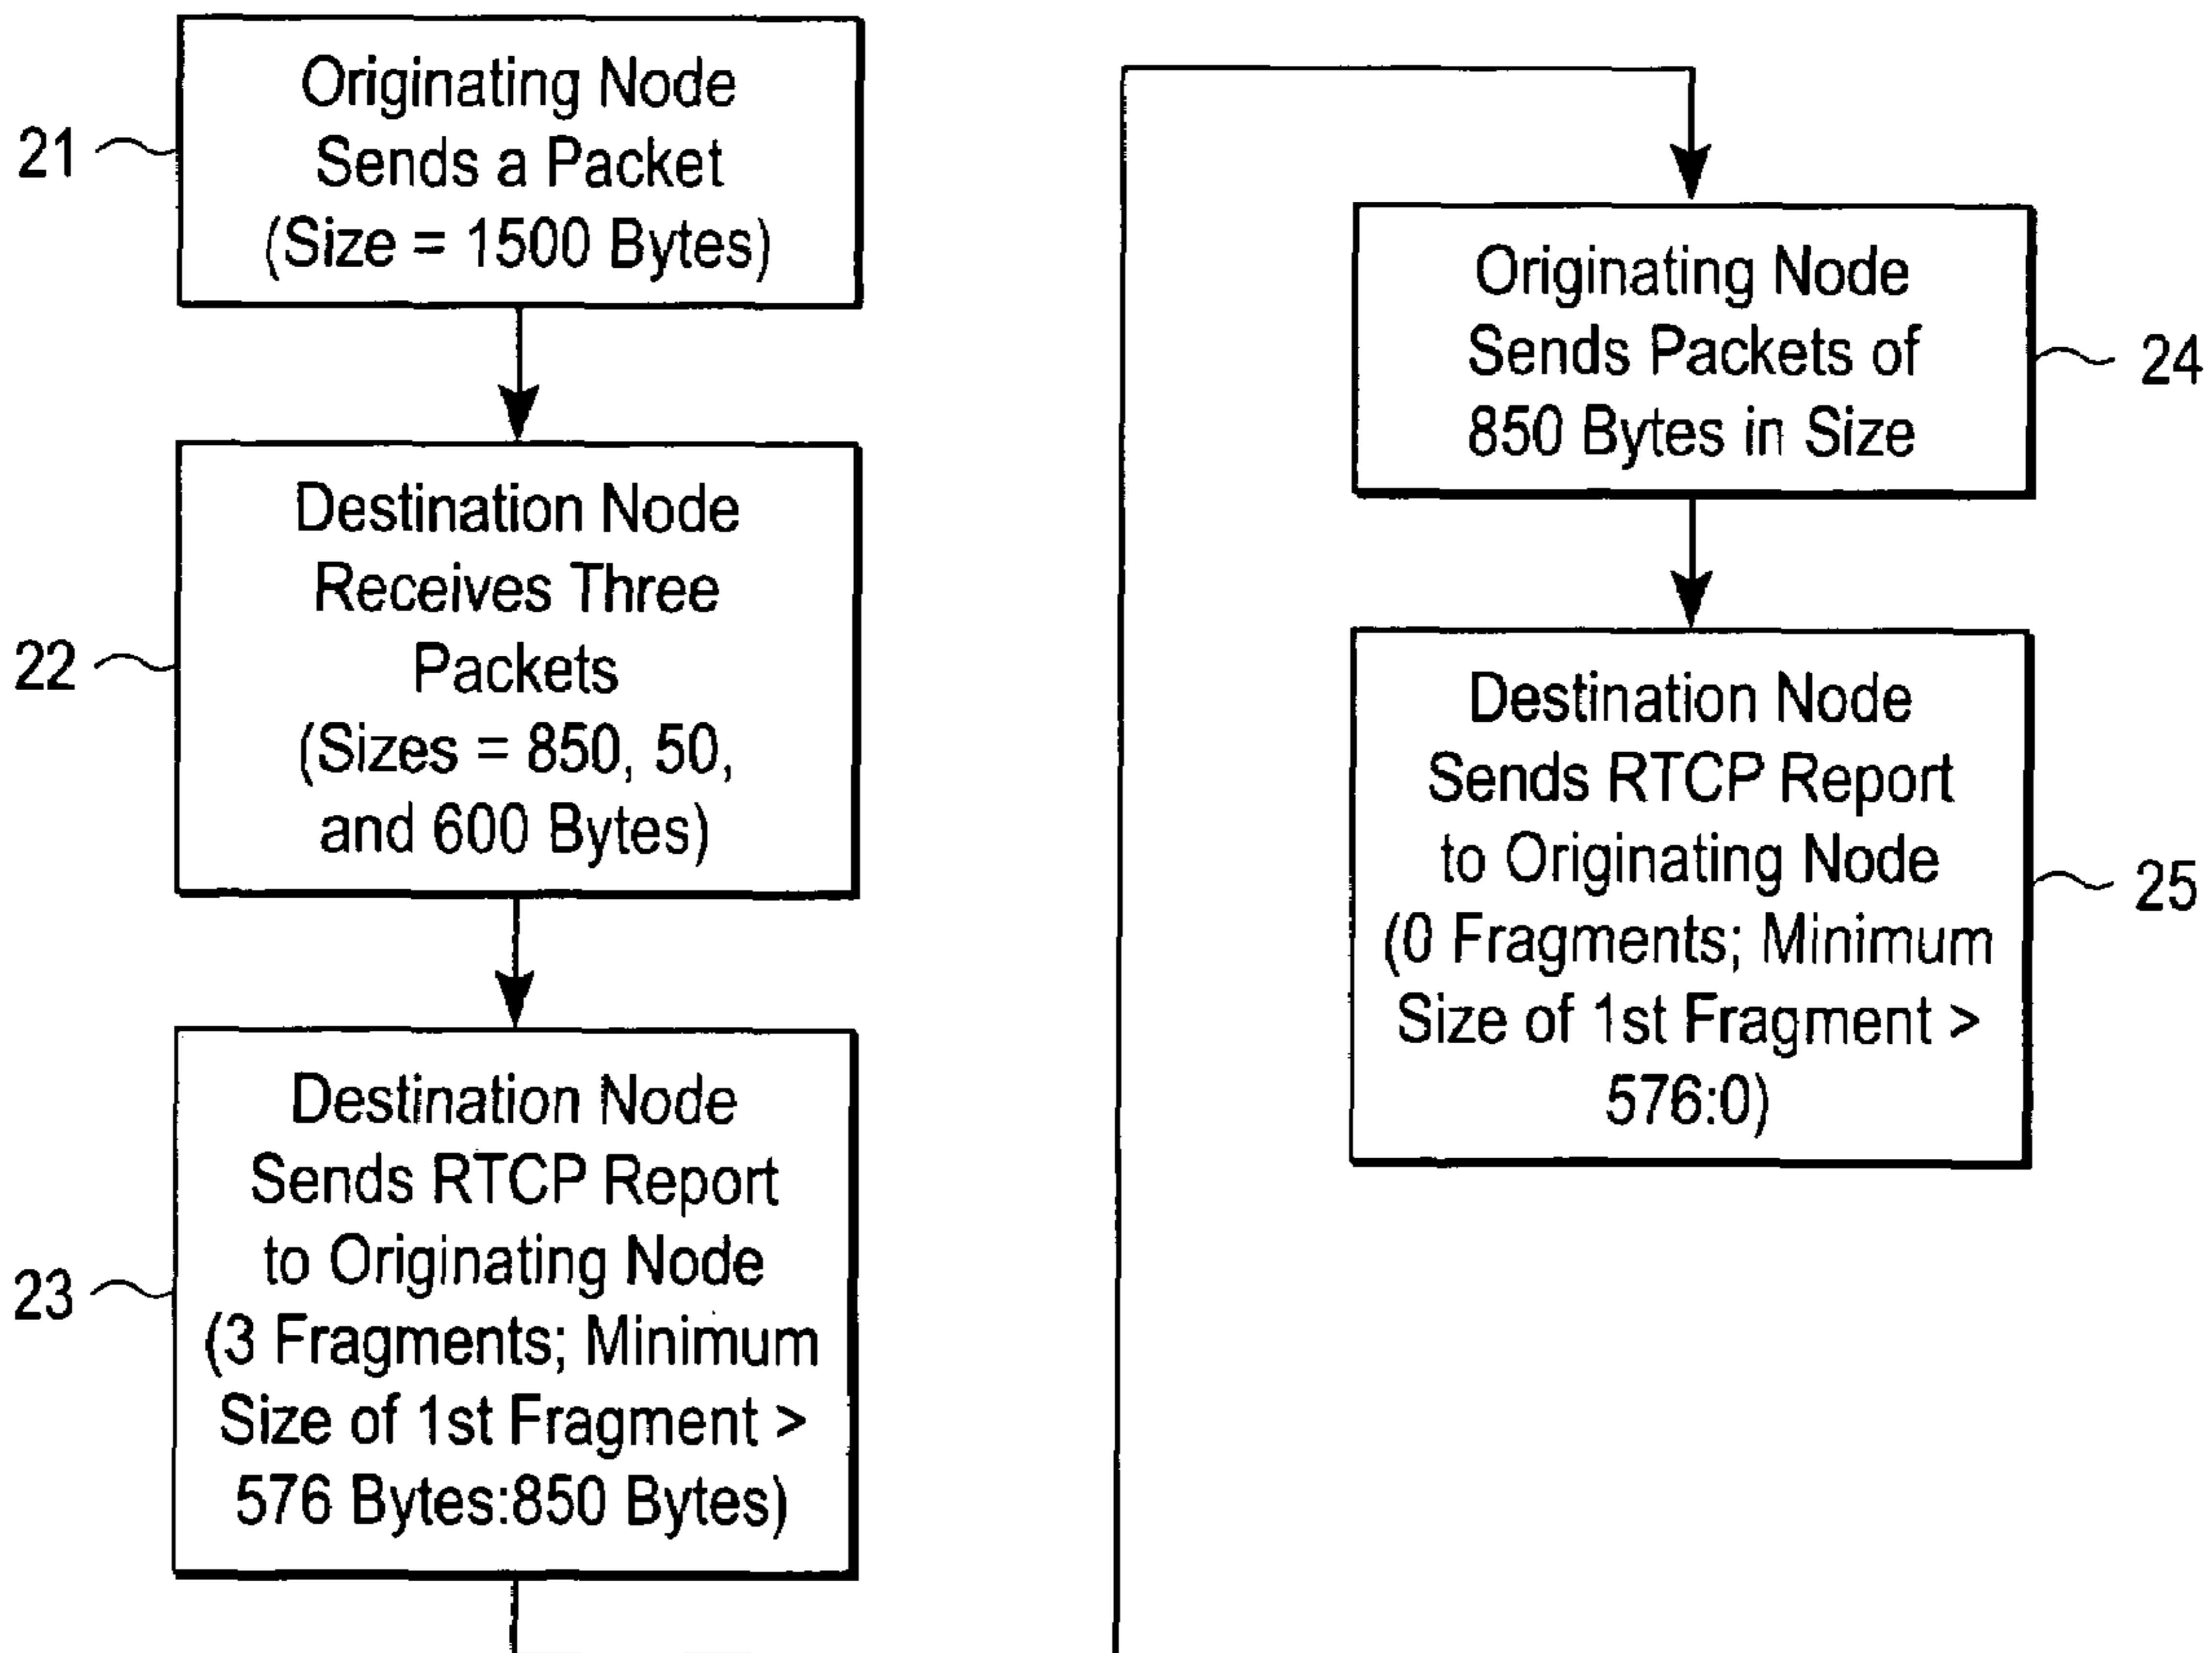 21
Originating Node
Sends a Packet
(Size = 1500 Bytes)
22
Destination Node
Receives Three
Packets
(Sizes = 850, 50,
and 600 Bytes)
23
Destination Node
Sends RTCP Report
to Originating Node
(3 Fragments; Minimum
Size of 1st Fragment >
576 Bytes:850 Bytes)
Originating Node
Sends Packets of
850 Bytes in Size
24
Destination Node
Sends RTCP Report
to Originating Node
(0 Fragments; Minimum
Size of 1st Fragment >
576:0)
25